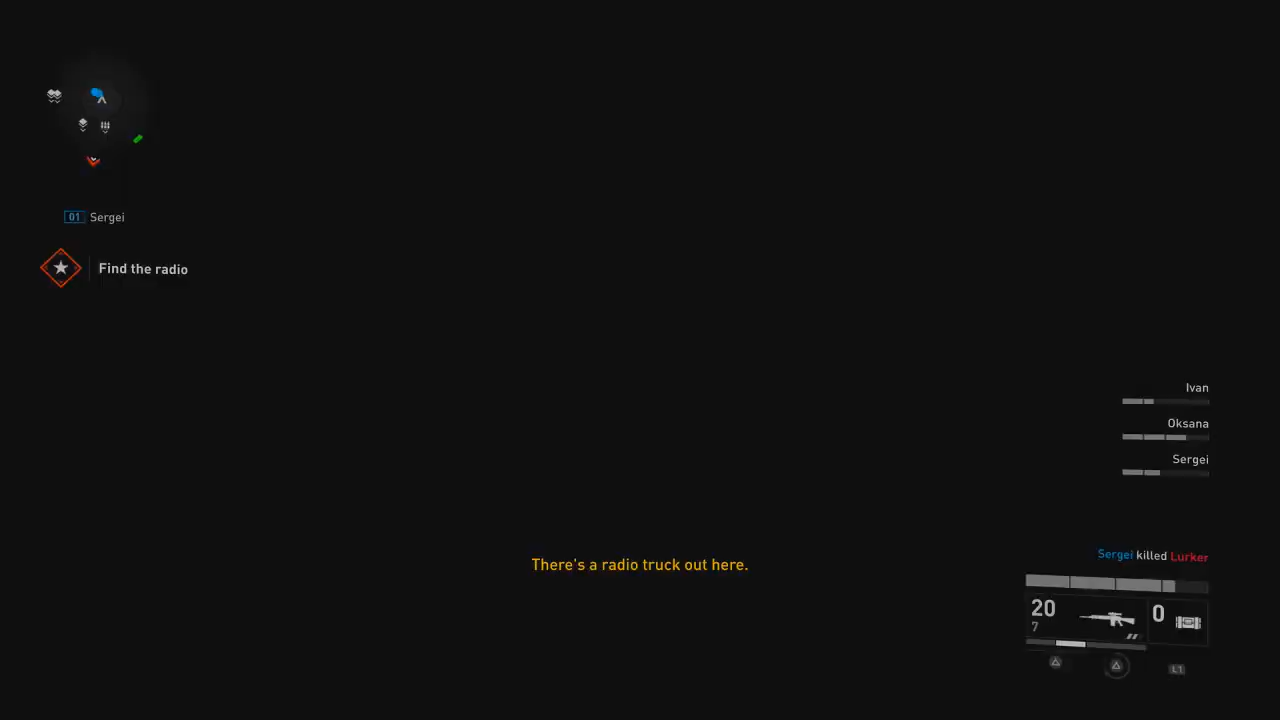 01 Sergei
Find the radio
Ivan
Oksana
Sergei
Sergei killed Lurker
There's a radio truck out here.
20
7
0
L1